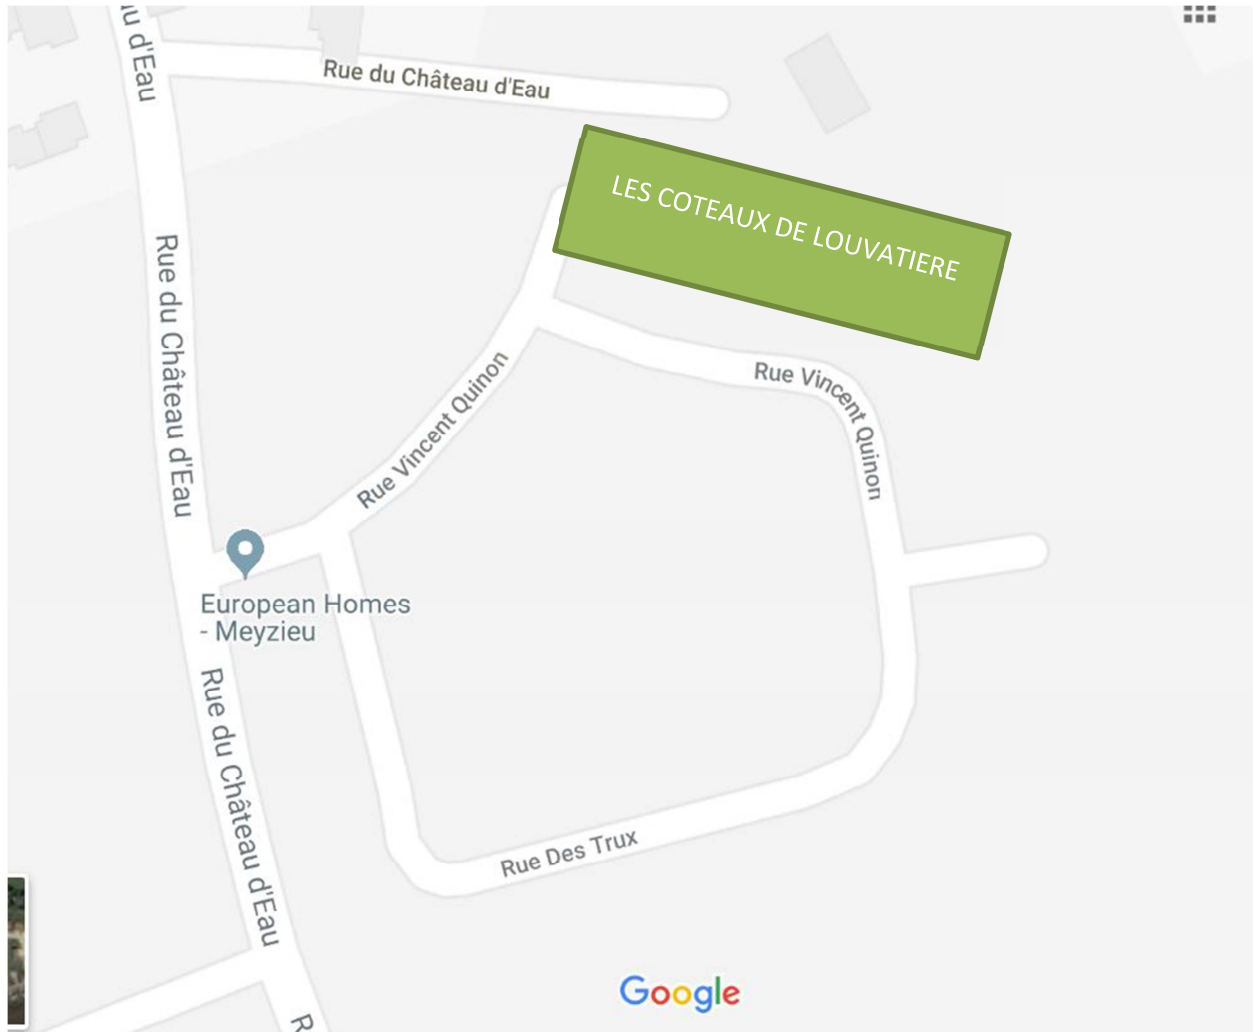 au d'Eau
Rue du Château d'Eau
LES COTEAUX DE LOUVATIERE
Rue du Château d'Eau
Rue Vincent Quinon
Rue Vincent Quinon
European Homes
- Meyzieu
Rue du Château d'Eau
Rue Des Trux
Google
R